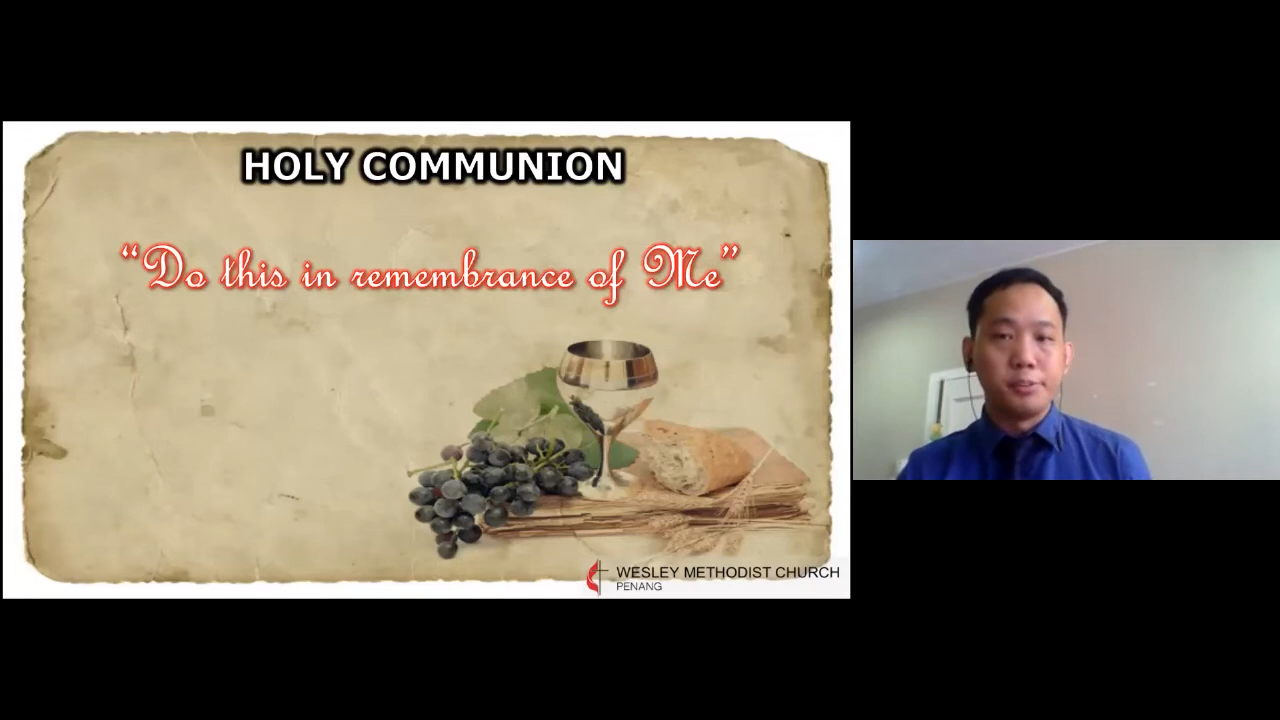 HOLY COMMUNION
“Do this in remembrance of Me”
WESLEY METHODIST CHURCH
PENANG